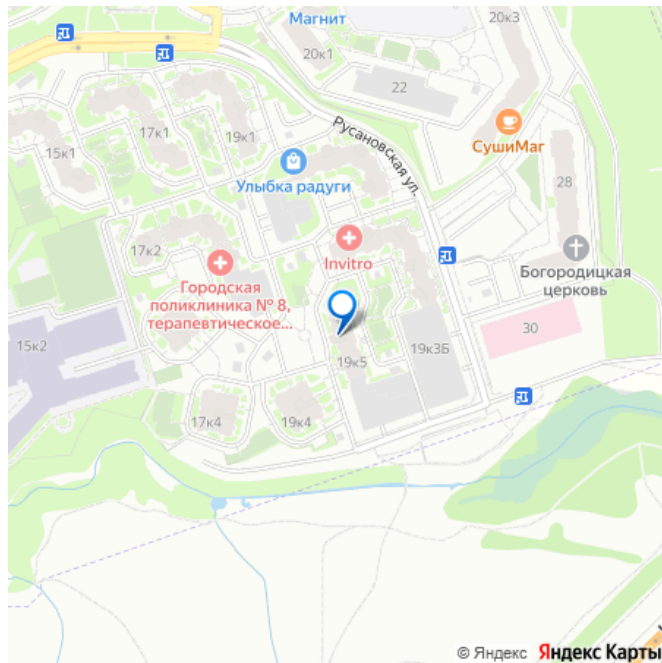 Магнит
20к3
20к1
22
Русановская ул.
17к1
19к1
15к1
СушиМаг
Улыбка радуги
28
17к2
Invitro
Богородицкая
церковь
Городская
поликлиника № 8,
терапевтическое...
15к2
30
19к3Б
19к5
17к4
19к4
© Яндекс Яндекс Карты